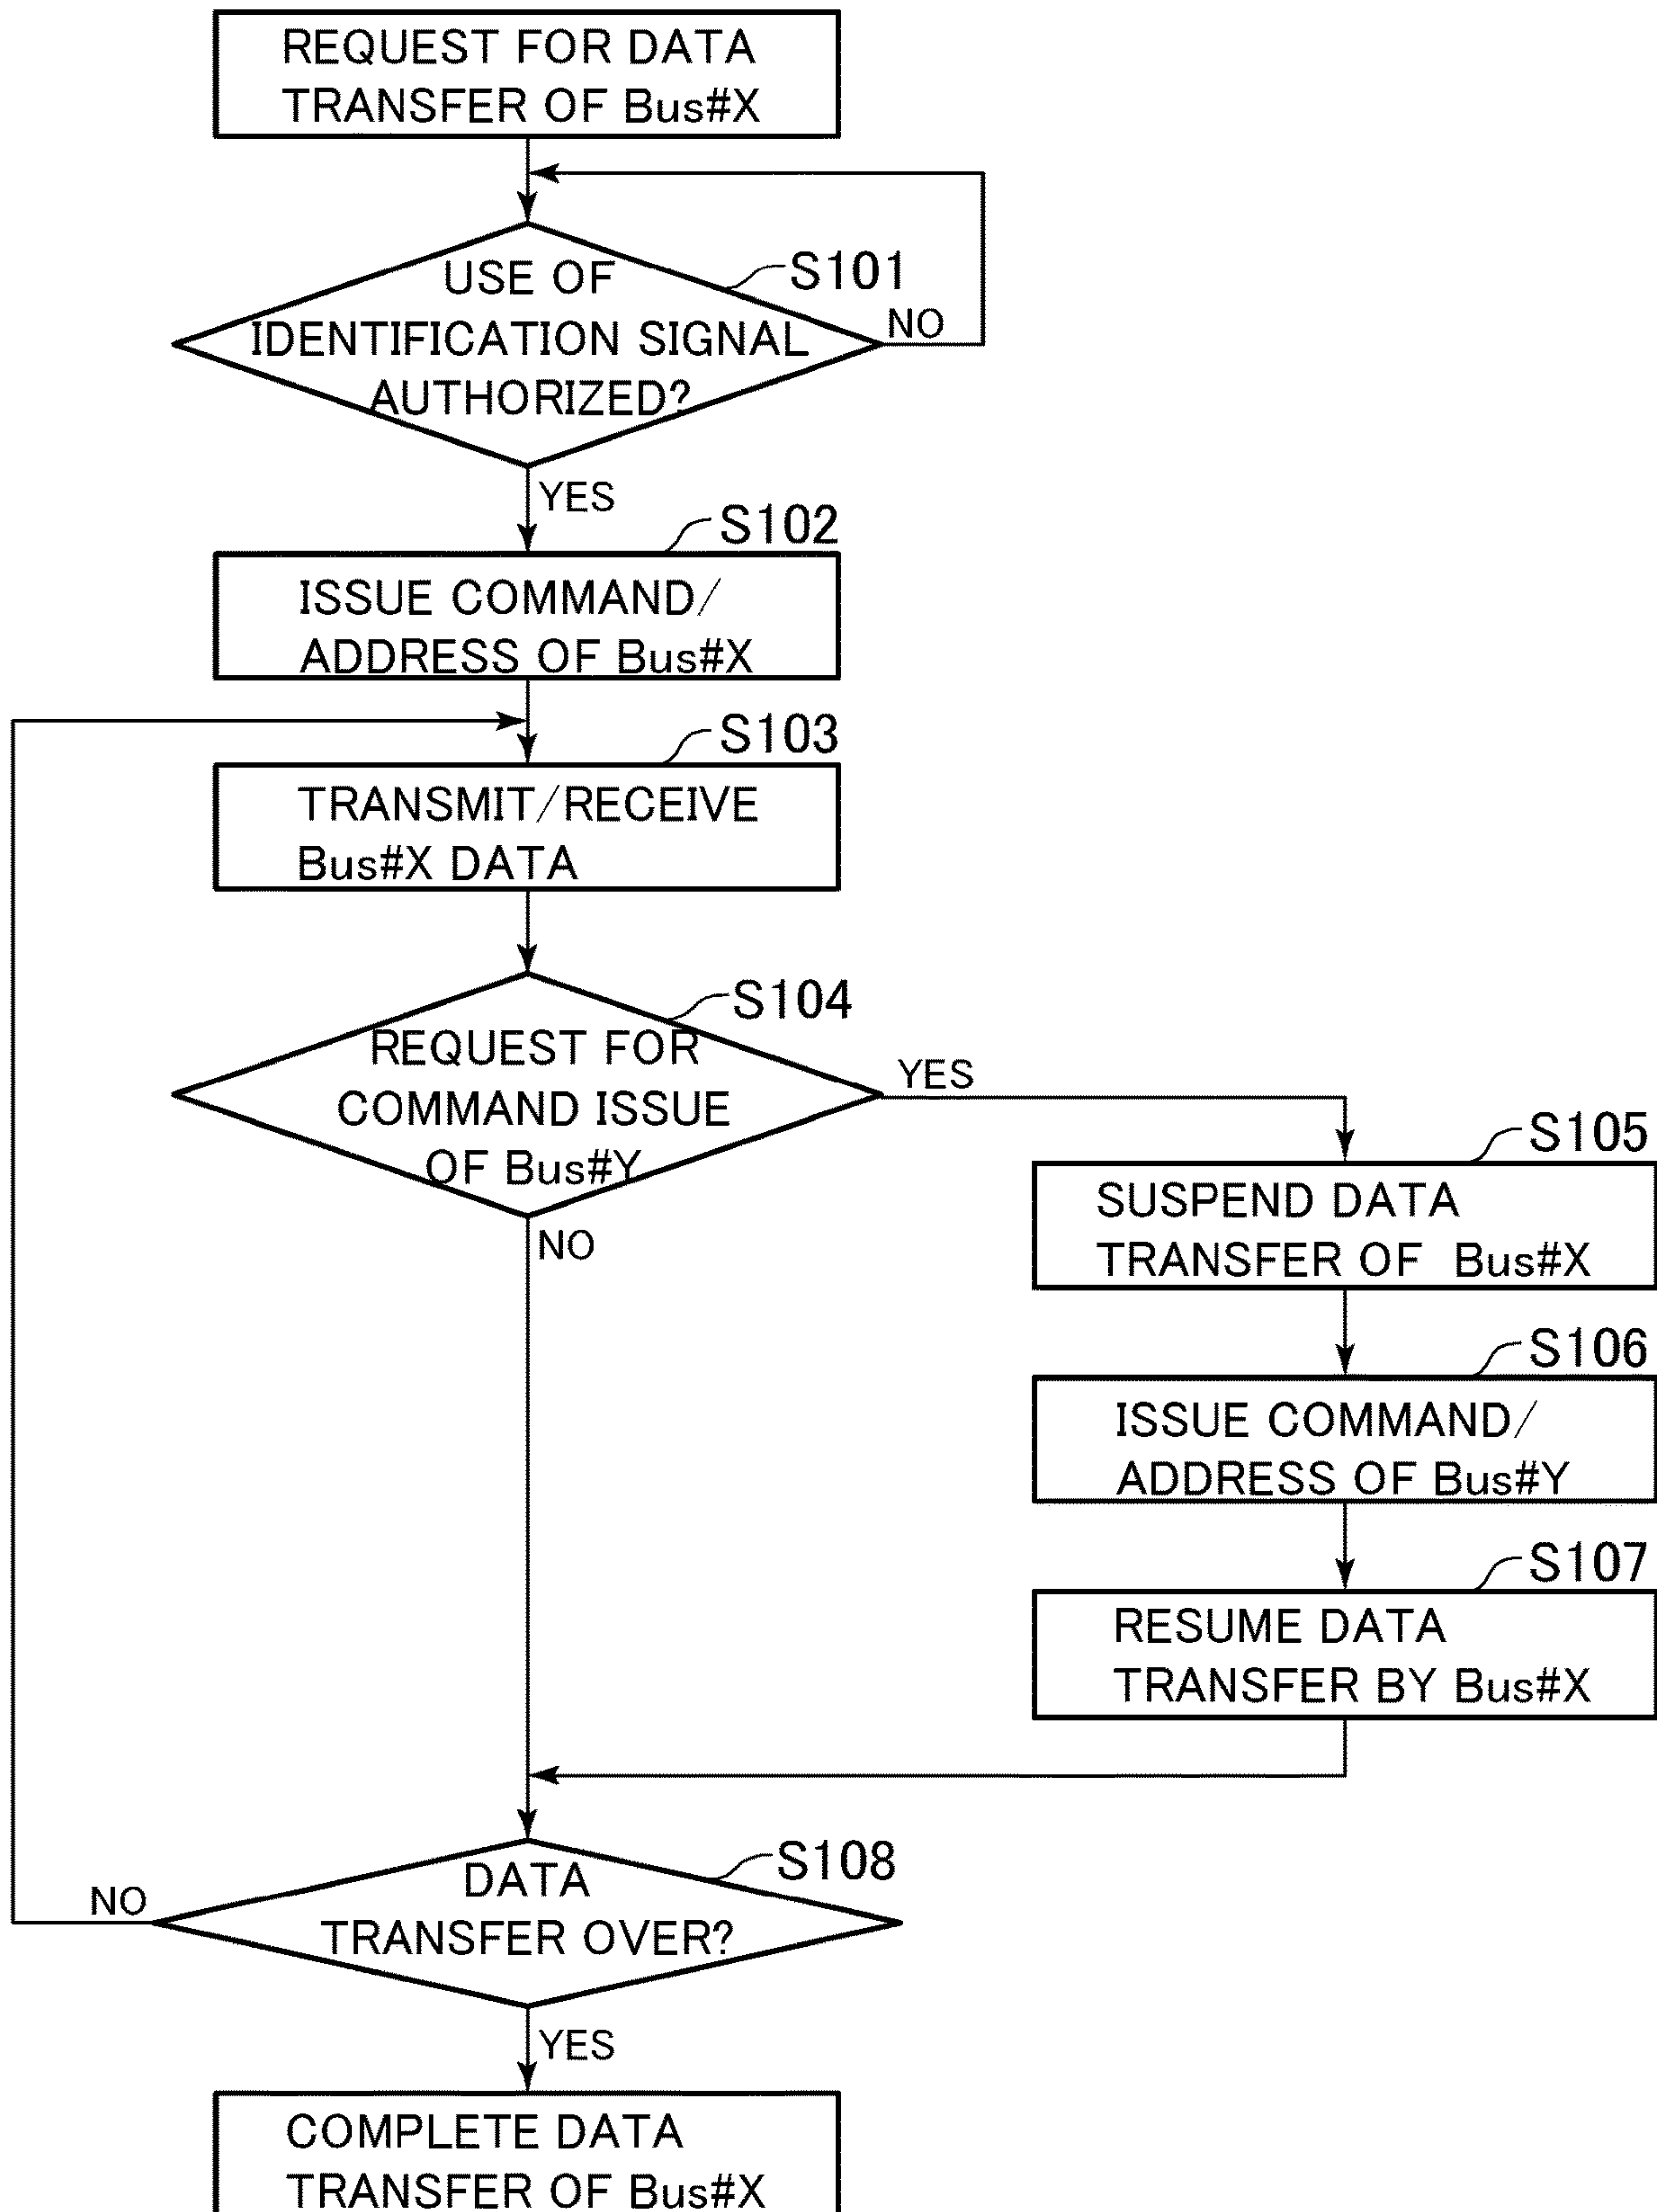 REQUEST FOR DATA
TRANSFER OF Bus#X
S101
USE OF
IDENTIFICATION SIGNAL
AUTHORIZED?
NO
YES
S102
ISSUE COMMAND/
ADDRESS OF Bus#X
S103
TRANSMIT/RECEIVE
Bus#X DATA
S104
REQUEST FOR
COMMAND ISSUE
OF Bus#Y
YES
NO
S105
SUSPEND DATA
TRANSFER OF Bus#X
S106
ISSUE COMMAND/
ADDRESS OF Bus#Y
S107
RESUME DATA
TRANSFER BY Bus#X
S108
DATA
TRANSFER OVER?
NO
YES
COMPLETE DATA
TRANSFER OF Bus#X